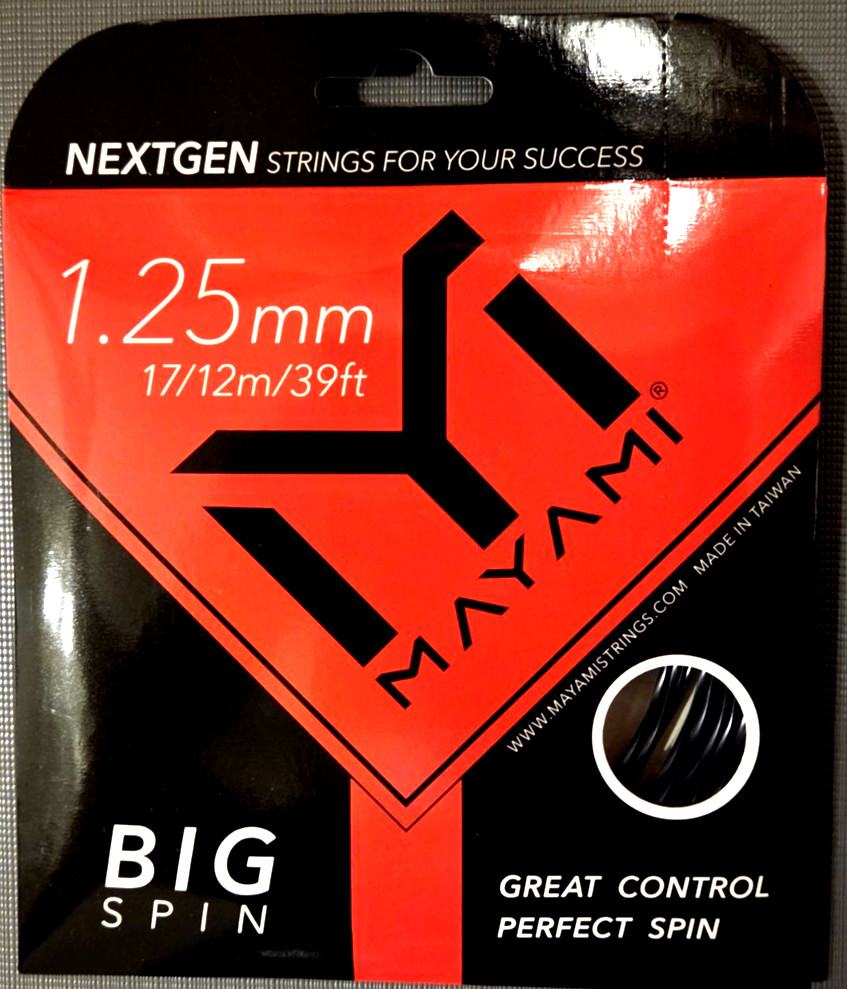 NEXTGEN STRINGS FOR YOUR SUCCESS
1.25mm
17/12m/39ft
MAYAMI®
WWW.MAYAMISTRINGS.COM MADE IN TAIWAN
BIG
SPIN
GREAT CONTROL
PERFECT SPIN